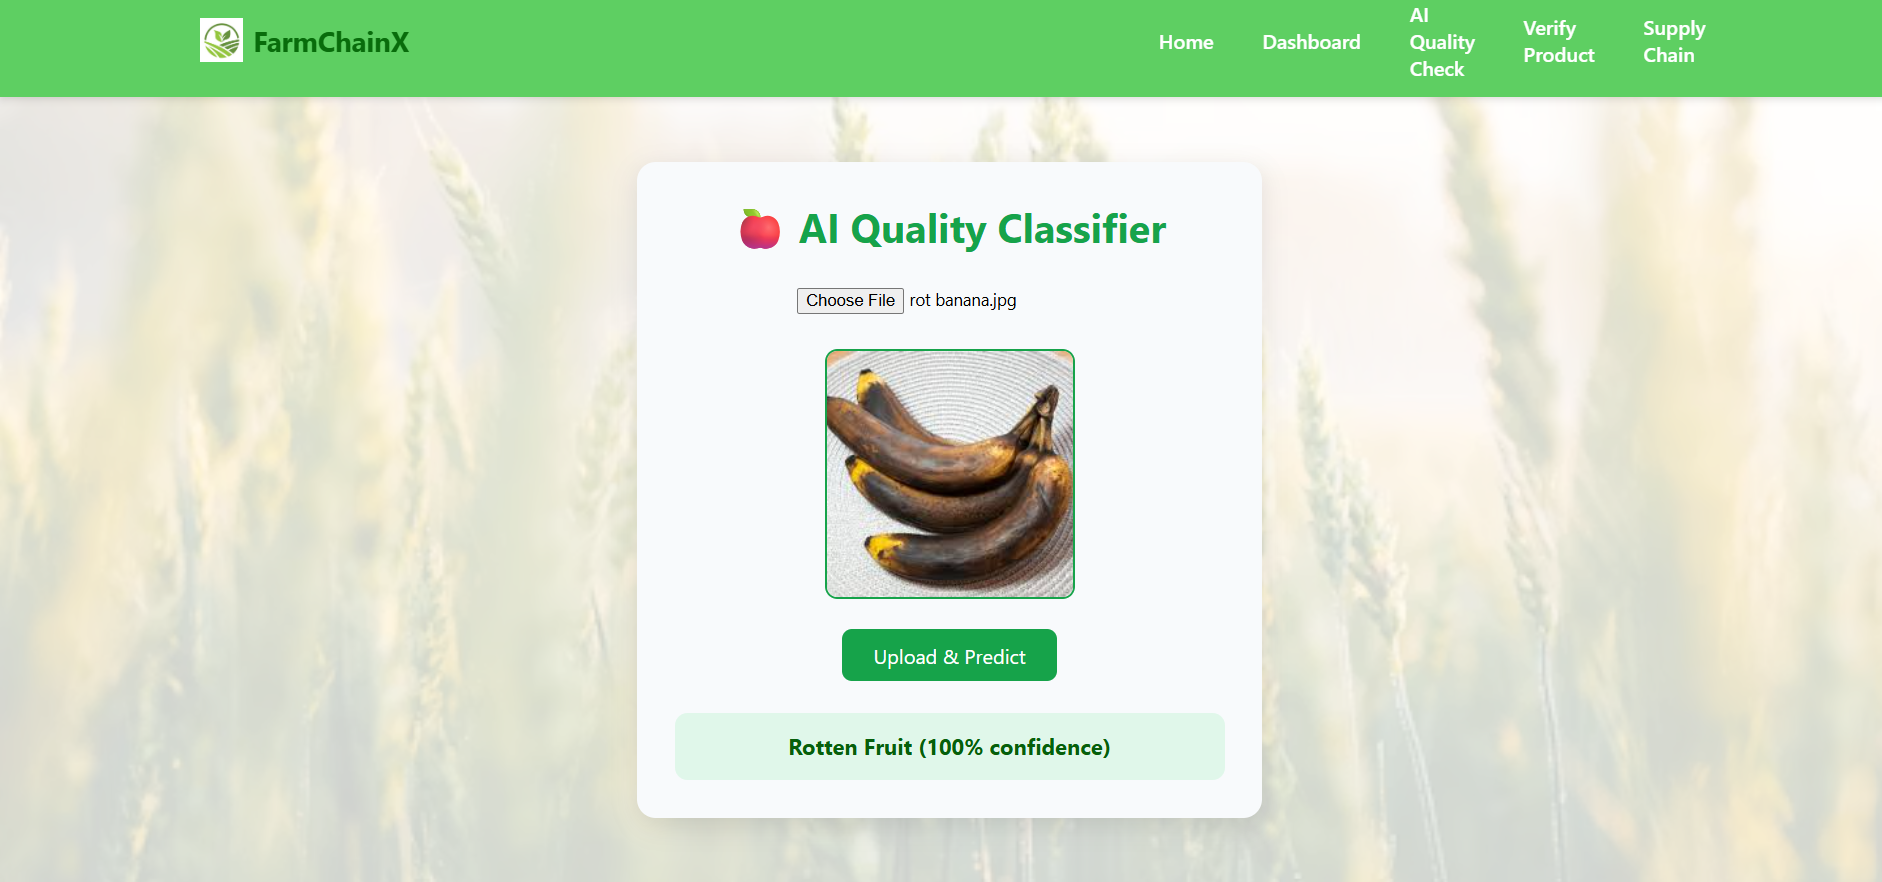 FarmChainX
Home
Dashboard
AI
Quality
Check
Verify
Product
Supply
Chain
AI Quality Classifier
Choose File rot banana.jpg
Upload & Predict
Rotten Fruit (100% confidence)